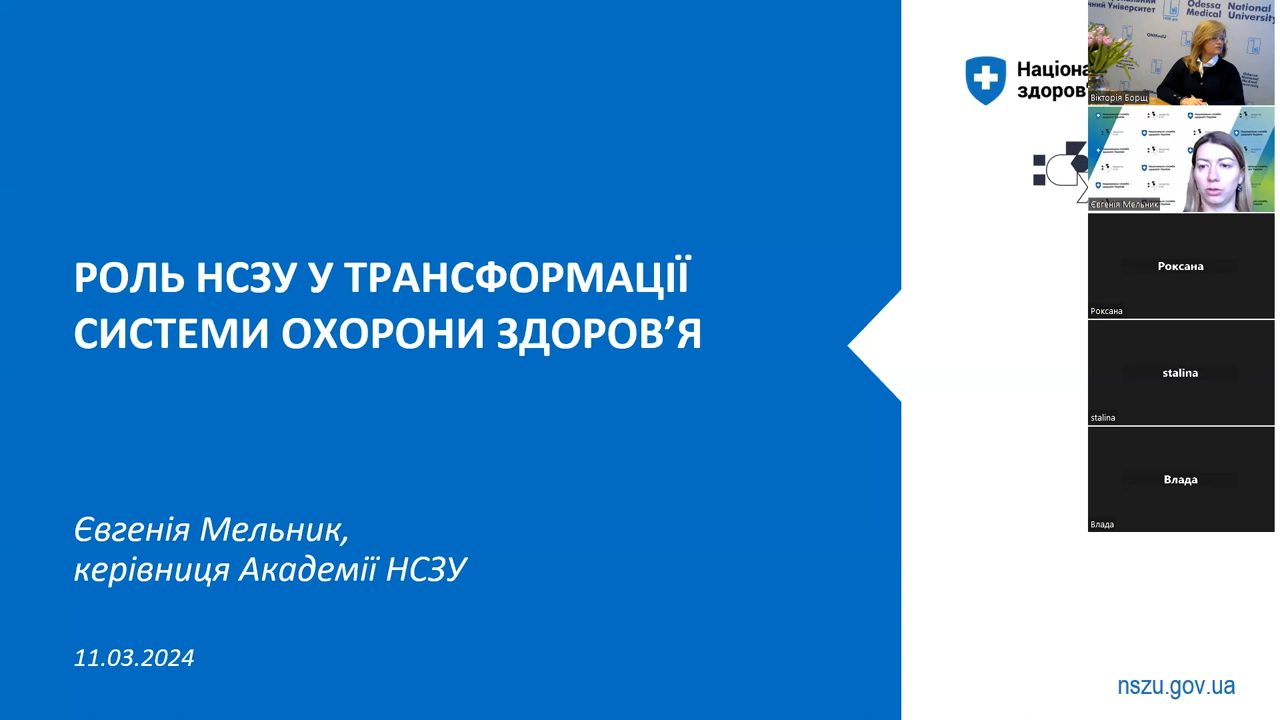 РОЛЬ НСЗУ У ТРАНСФОРМАЦІЇ
СИСТЕМИ ОХОРОНИ ЗДОРОВ’Я
Євгенія Мельник,
керівниця Академії НСЗУ
11.03.2024
Націона
здоров'
nszu.gov.ua
Odessa National
Medical University
Вікторія Борщ
Євгенія Мельник
Роксана
Роксана
stalina
stalina
Влада
Влада